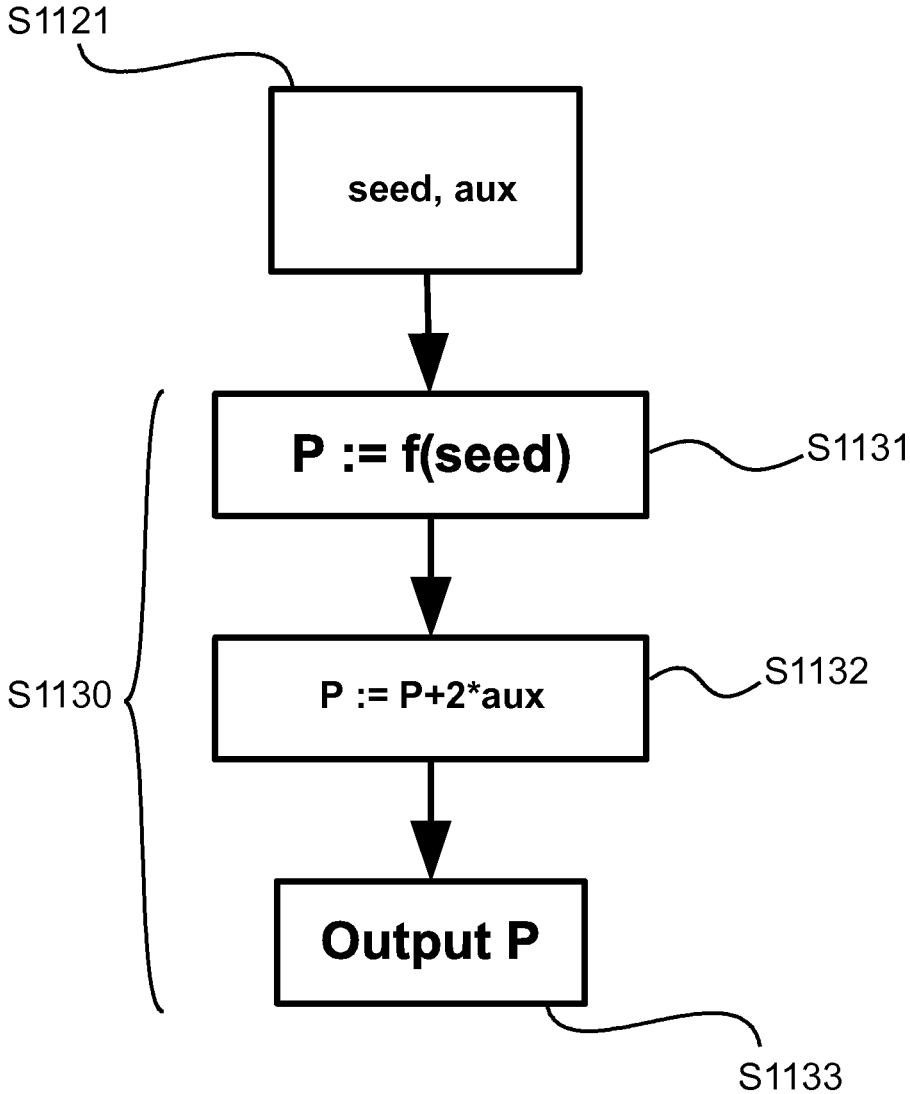 S1121
seed, aux
P := f(seed)
S1131
P := P+2*aux
S1132
S1130
Output P
S1133